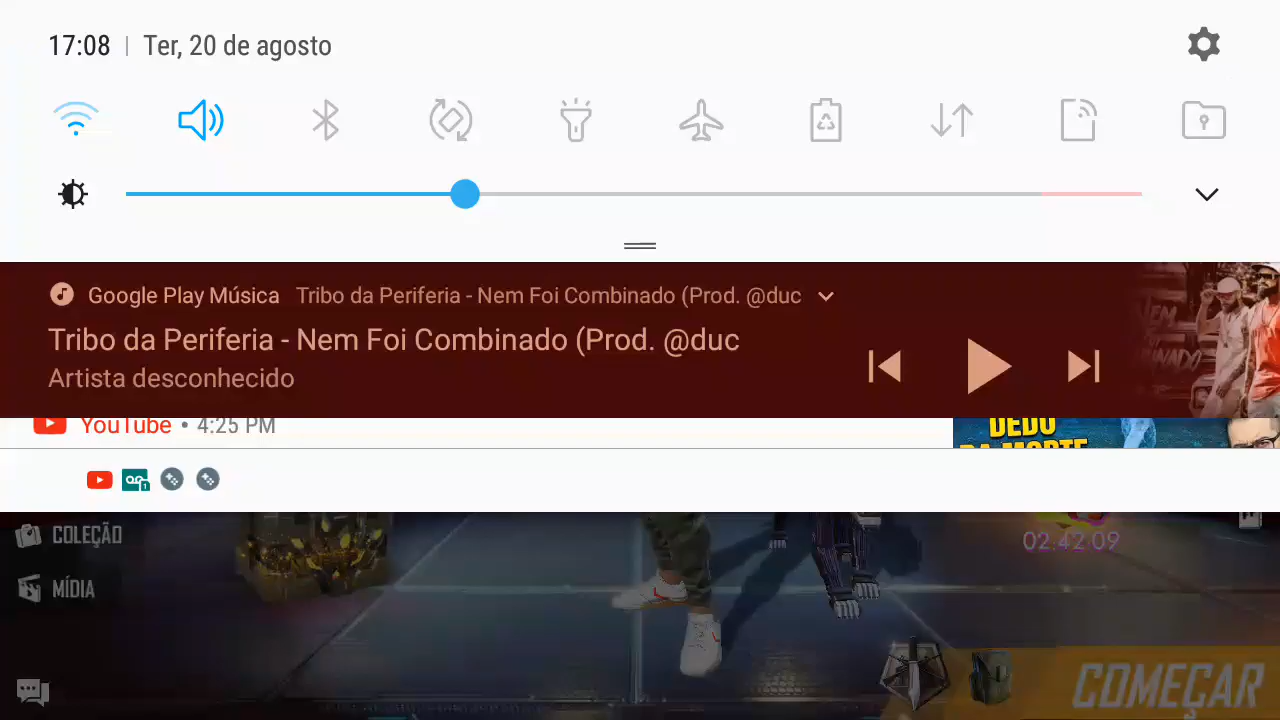 17:08 | Ter, 20 de agosto
Google Play Música Tribo da Periferia - Nem Foi Combinado (Prod. @duc
Tribo da Periferia - Nem Foi Combinado (Prod. @duc
Artista desconhecido
YouTube • 4:25 PM
DEDO
DA MORTE
COLEÇÃO
02:42:09
MÍDIA
COMEÇAR